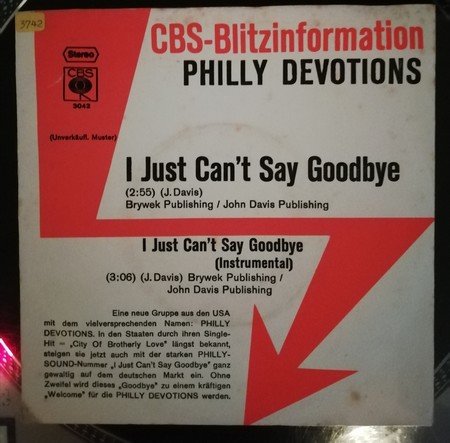 3742
CBS-Blitzinformation
PHILLY DEVOTIONS
Stereo
CBS
3042
(Unverkäufl. Muster)
I Just Can't Say Goodbye
(2:55) (J. Davis)
Brywek Publishing / John Davis Publishing
I Just Can't Say Goodbye
(Instrumental)
(3:06) (J. Davis) Brywek Publishing /
John Davis Publishing
Eine neue Gruppe aus den USA
mit dem vielversprechenden Namen: PHILLY
DEVOTIONS. In den Staaten durch ihren Single-
Hit – „City Of Brotherly Love" längst bekannt,
steigen sie jetzt auch mit der starken PHILLY-
SOUND-Nummer „I Just Can't Say Goodbye" ganz
gewaltig auf dem deutschen Markt ein. Ohne
Zweifel wird dieses „Goodbye" zu einem kräftigen
„Welcome" für die PHILLY DEVOTIONS werden.